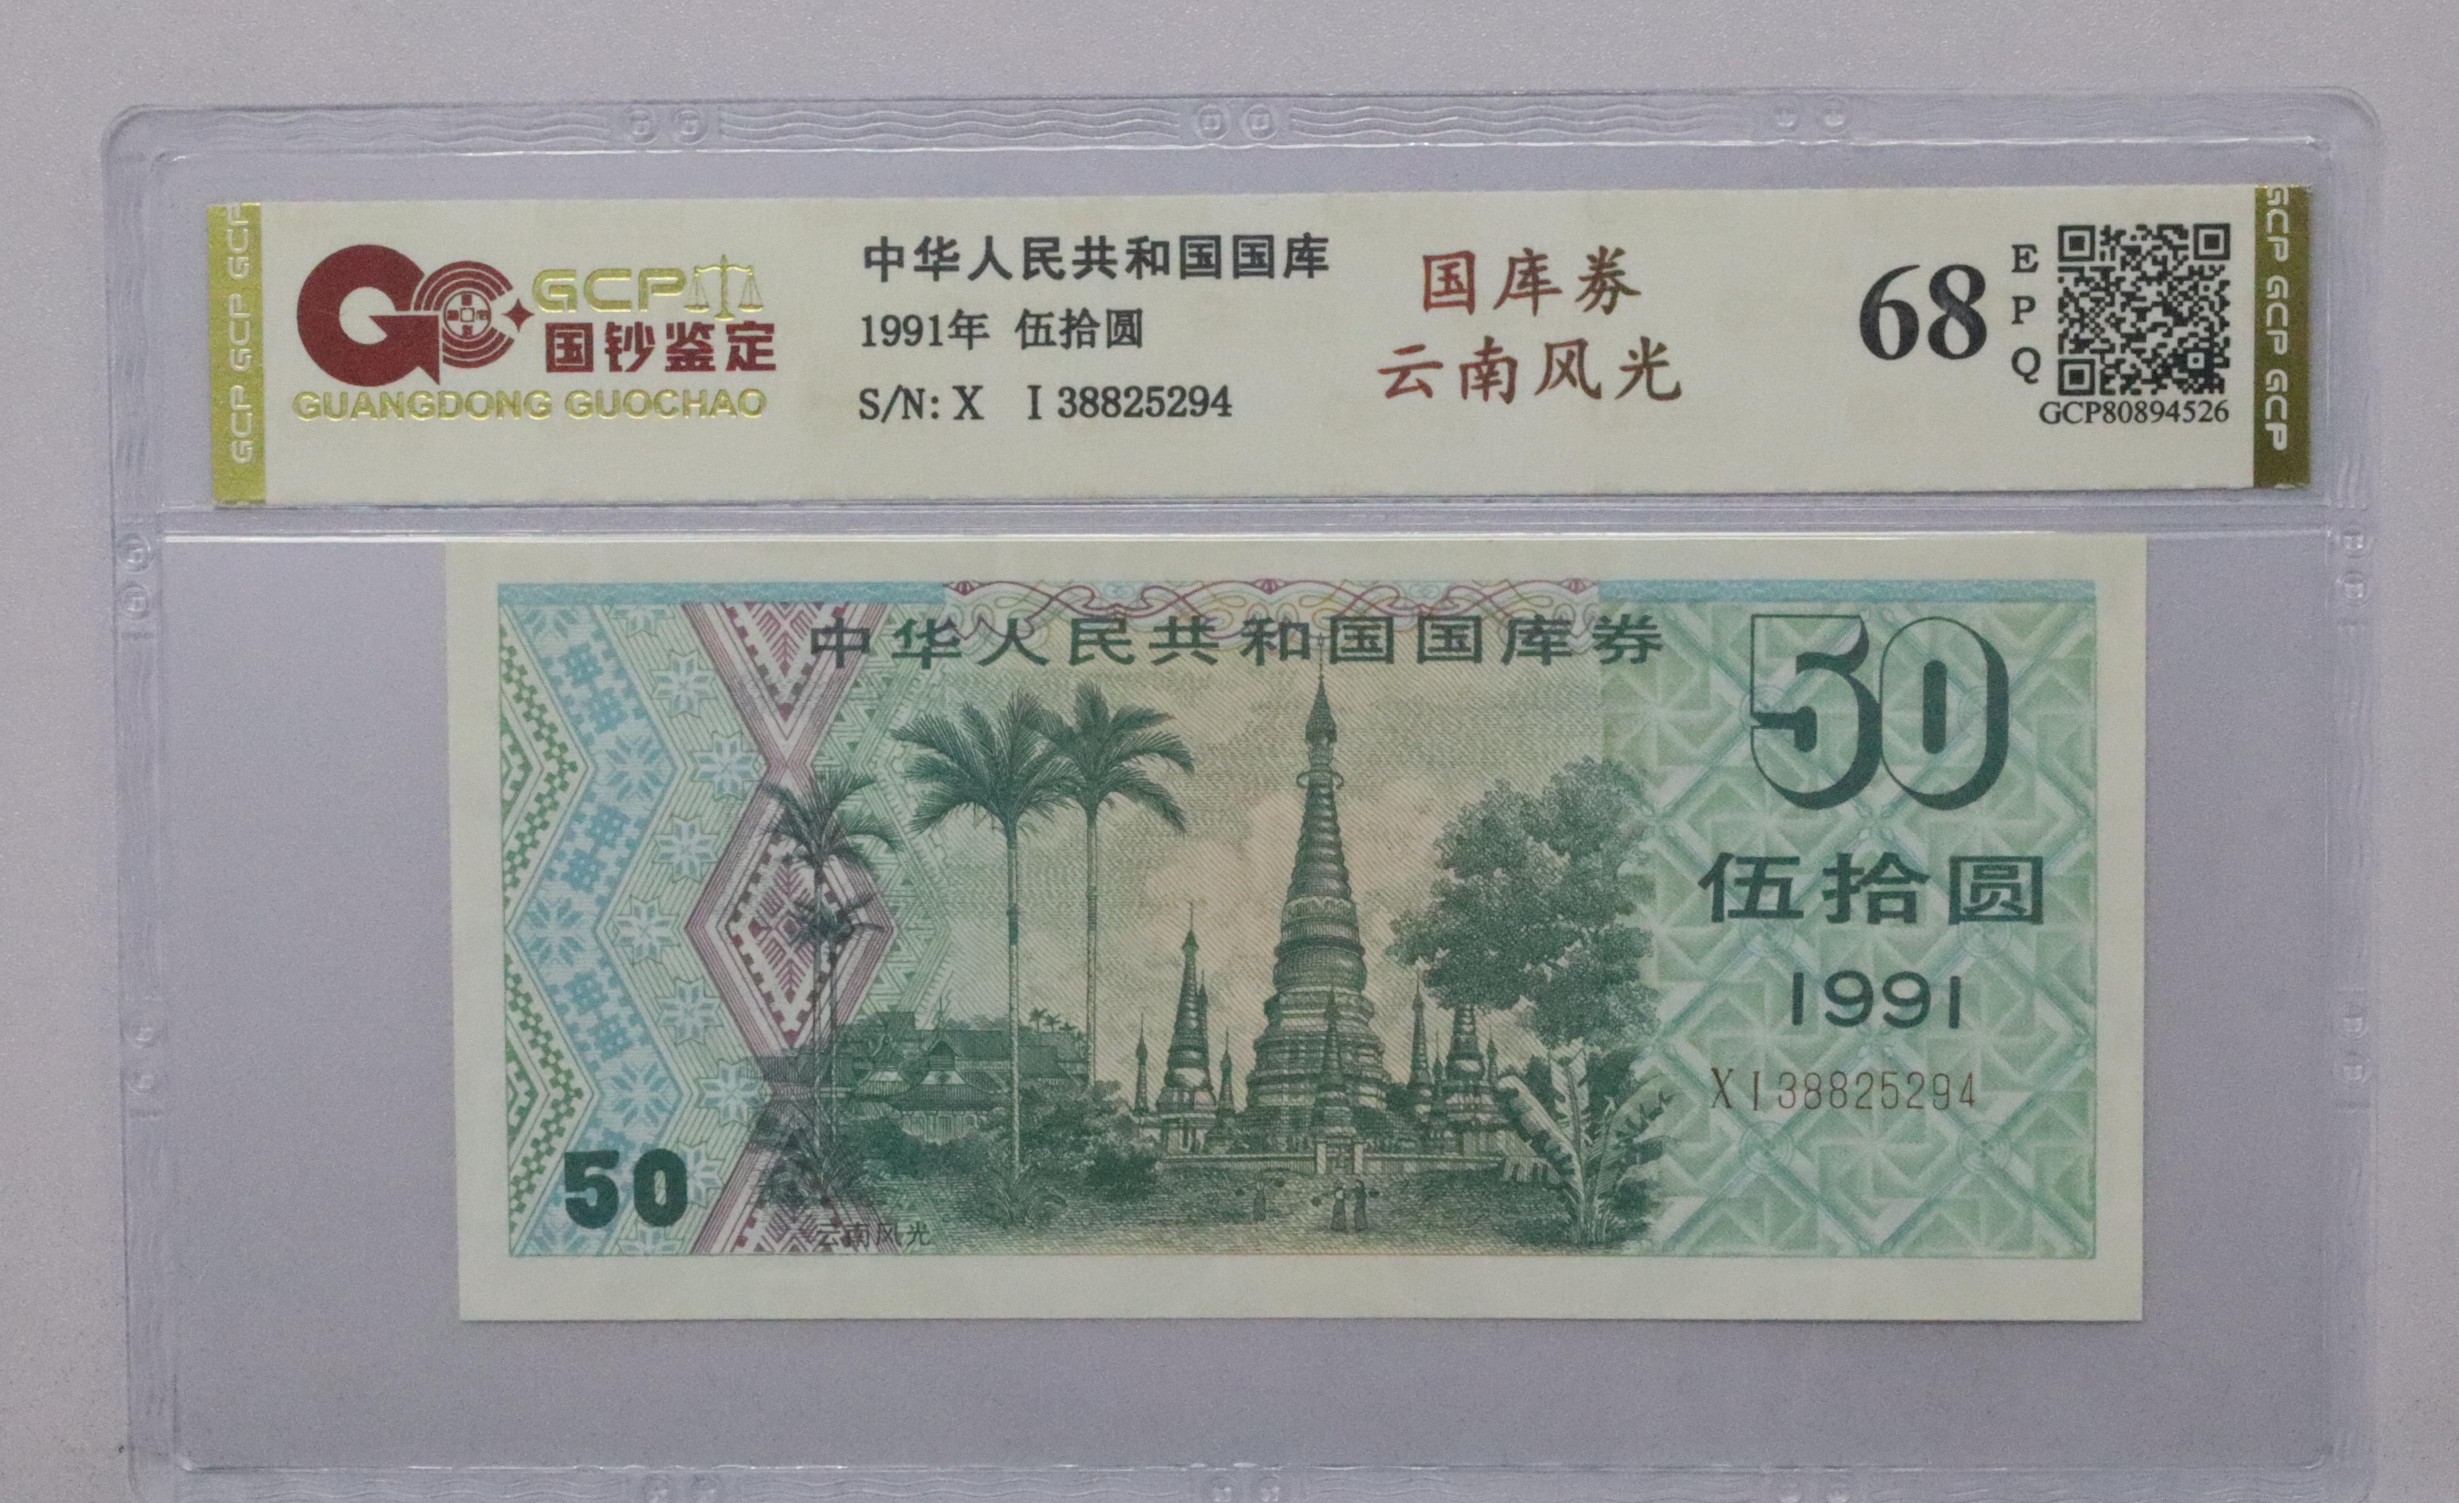 GCP GCP GCP GCP
GCP
国钞鉴定
GUANGDONG GUOCHAO
中华人民共和国国库
1991年 伍拾圆
S/N: X I 38825294
国库券
云南风光
68
EPQ
GCP80894526
GCP GCP GCP GCP
中华人民共和国国库券
50
伍拾圆
1991
X I 38825294
50
云南风光